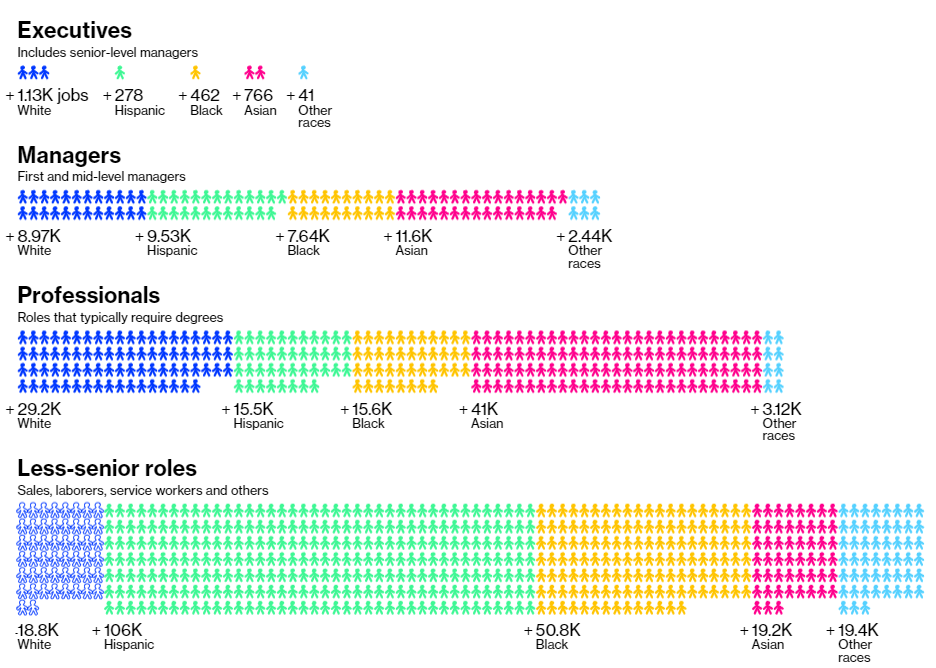 Executives
Includes senior-level managers
+ 1.13K jobs + 278 + 462 + 766 + 41
White Hispanic Black Asian Other
races
Managers
First and mid-level managers
+ 8.97K + 9.53K + 7.64K + 11.6K + 2.44K
White Hispanic Black Asian Other
races
Professionals
Roles that typically require degrees
+ 29.2K + 15.5K + 15.6K + 41K + 3.12K
White Hispanic Black Asian Other
races
Less-senior roles
Sales, laborers, service workers and others
-18.8K + 106K + 50.8K + 19.2K + 19.4K
White Hispanic Black Asian Other
races